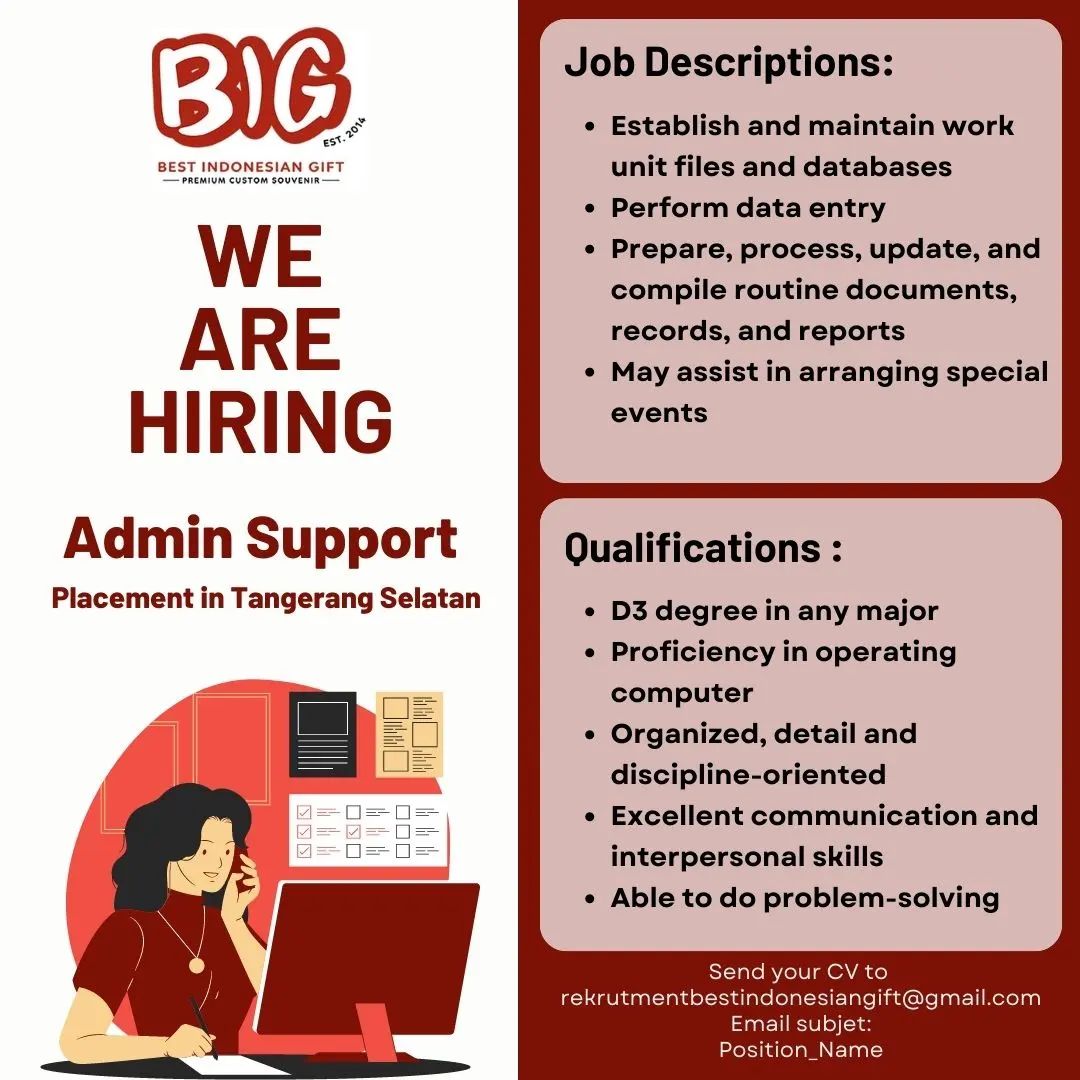 BIG
EST. 2014
BEST INDONESIAN GIFT
PREMIUM CUSTOM SOUVENIR
WE
ARE
HIRING
Admin Support
Placement in Tangerang Selatan
Job Descriptions:
• Establish and maintain work
unit files and databases
• Perform data entry
• Prepare, process, update, and
compile routine documents,
records, and reports
• May assist in arranging special
events
Qualifications :
• D3 degree in any major
• Proficiency in operating
computer
• Organized, detail and
discipline-oriented
• Excellent communication and
interpersonal skills
• Able to do problem-solving
Send your CV to
rekrutmentbestindonesiangift@gmail.com
Email subjet:
Position_Name